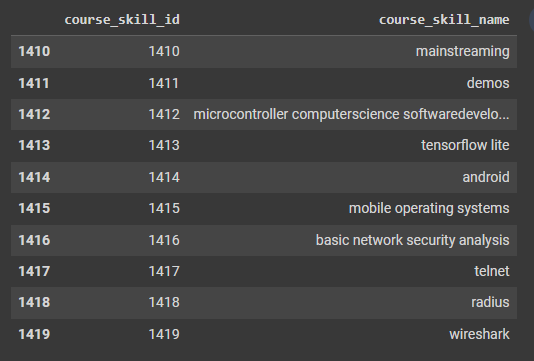 course_skill_id course_skill_name
1410 1410 mainstreaming
1411 1411 demos
1412 1412 microcontroller computerscience softwaredevelo...
1413 1413 tensorflow lite
1414 1414 android
1415 1415 mobile operating systems
1416 1416 basic network security analysis
1417 1417 telnet
1418 1418 radius
1419 1419 wireshark